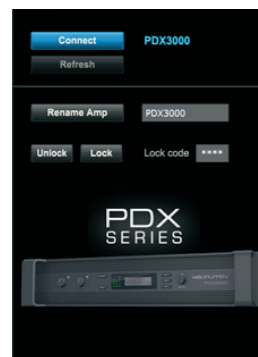 Connect PDX3000
Refresh
Rename Amp PDX3000
Unlock Lock Lock code ****
PDX
SERIES